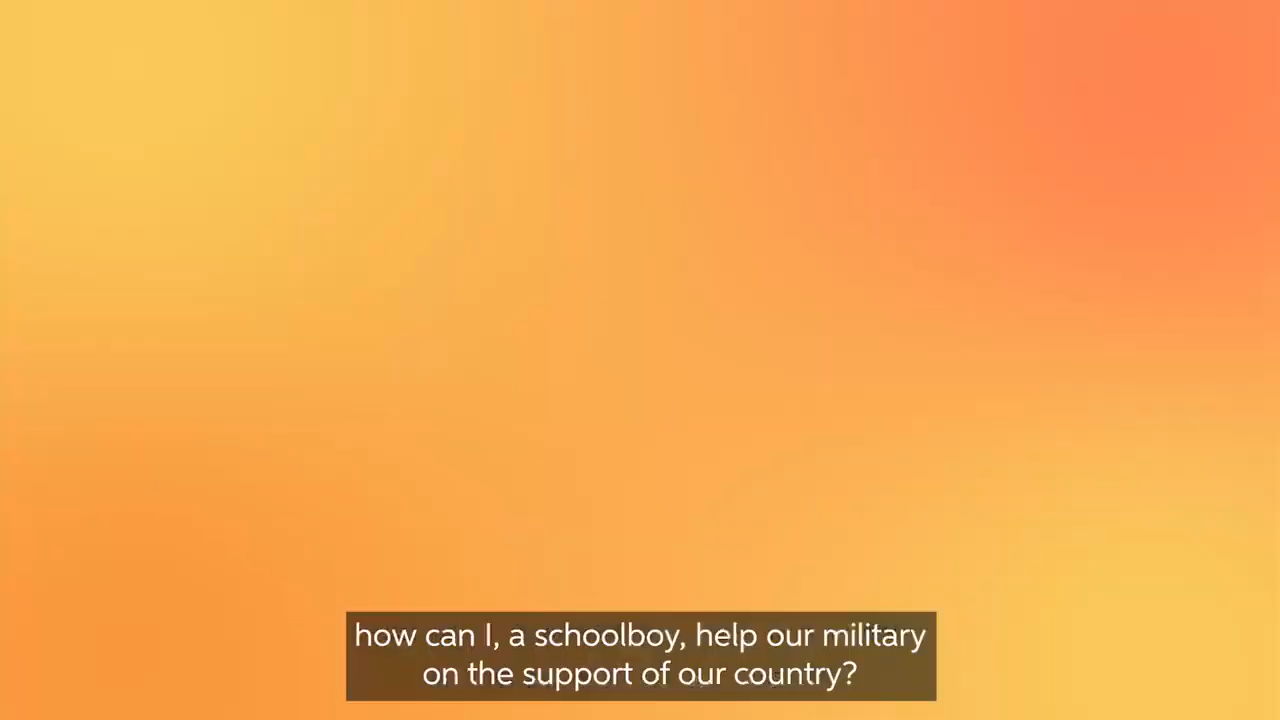 how can I, a schoolboy, help our military
on the support of our country?